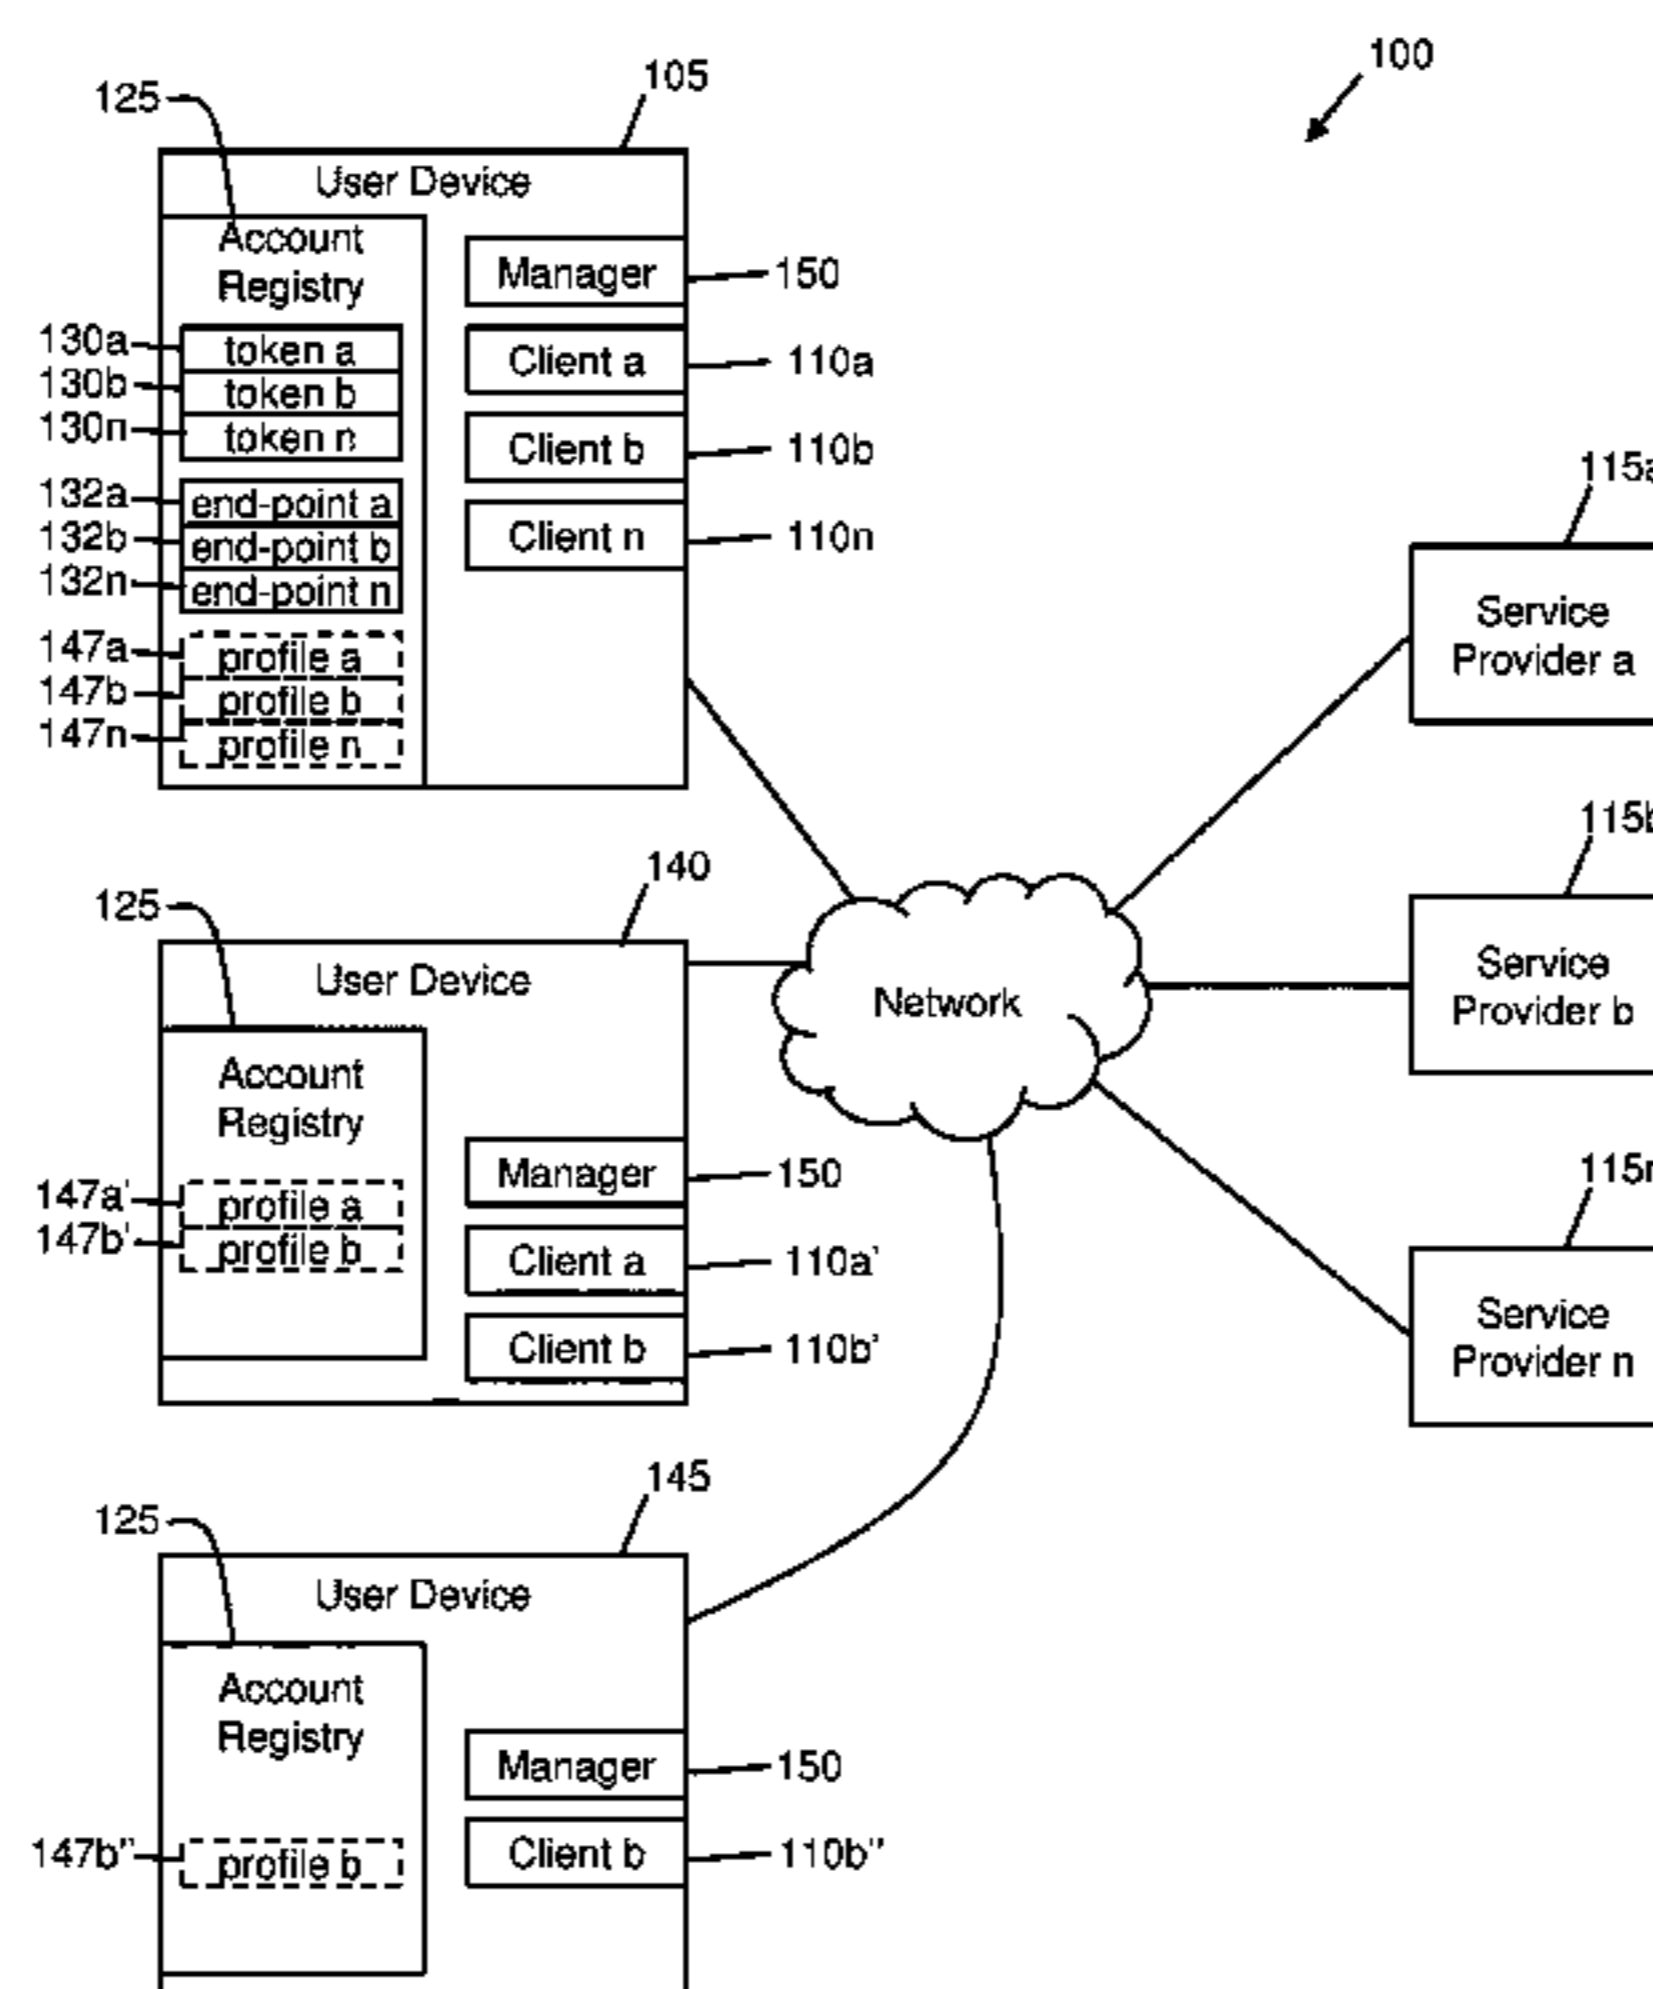 100
105
125
User Device
Account
Registry
Manager
150
130a
token a
Client a
110a
130b
token b
130n
token n
Client b
110b
132a
end-point a
132b
end-point b
Client n
110n
132n
end-point n
147a
profile a
147b
profile b
147n
profile n
115a
Service
Provider a
115b
Service
Provider b
115n
Service
Provider n
Network
140
125
User Device
Account
Registry
Manager
150
147a'
profile a
147b'
profile b
Client a
110a'
Client b
110b'
145
125
User Device
Account
Registry
Manager
150
147b"
profile b
Client b
110b"